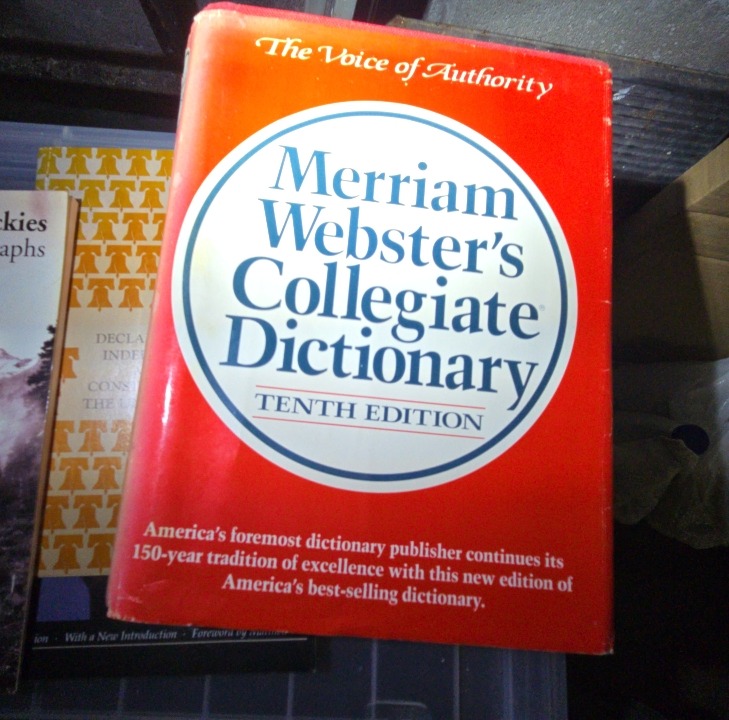 The Voice of Authority
Merriam
Webster's
Collegiate®
Dictionary
TENTH EDITION
America's foremost dictionary publisher continues its
150-year tradition of excellence with this new edition of
America's best-selling dictionary.
ckies
aphs
DECLA
INDE
CONS
THE U
ion · With a New Introduction · Foreword by